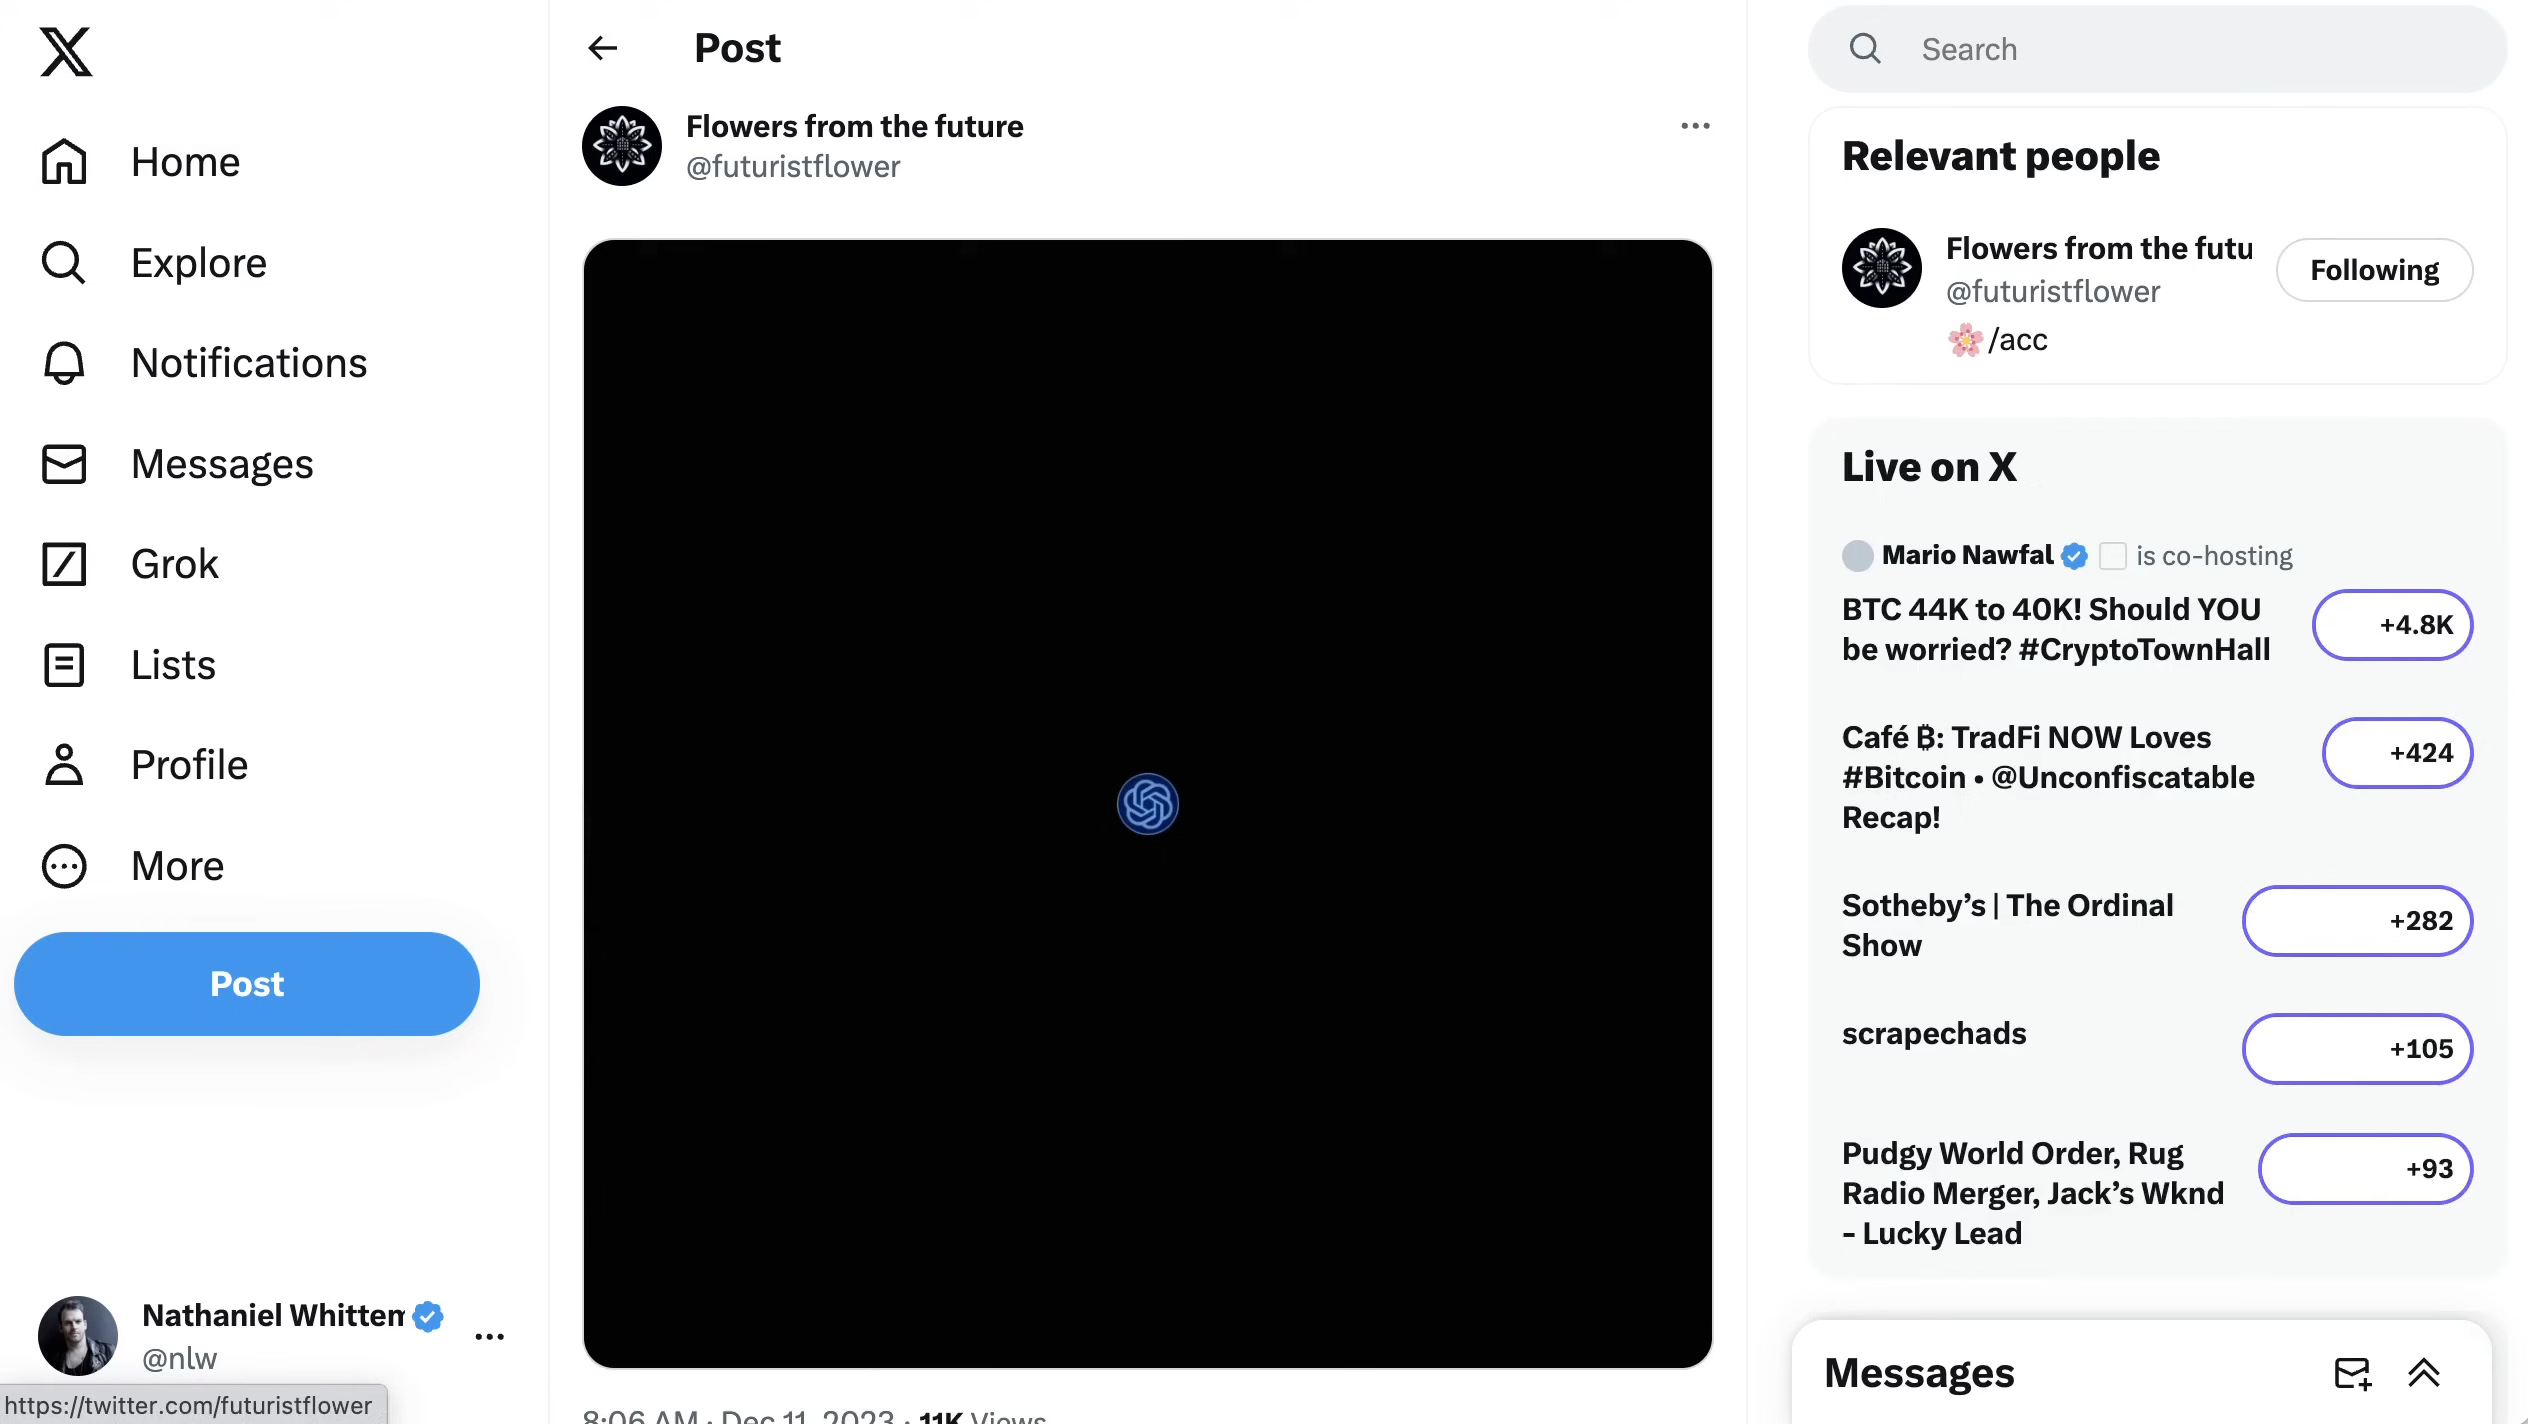 Home
Explore
Notifications
Messages
Grok
Lists
Profile
More
Post
Nathaniel Whittem
@nlw
https://twitter.com/futuristflower
Post
Flowers from the future
@futuristflower
8:06 AM · Dec 11, 2023 · 11K Views
Search
Relevant people
Flowers from the futu
@futuristflower
🌸/acc
Following
Live on X
Mario Nawfal is co-hosting
BTC 44K to 40K! Should YOU
be worried? #CryptoTownHall
+4.8K
Café ₿: TradFi NOW Loves
#Bitcoin • @Unconfiscatable
Recap!
+424
Sotheby's | The Ordinal
Show
+282
scrapechads
+105
Pudgy World Order, Rug
Radio Merger, Jack's Wknd
- Lucky Lead
+93
Messages